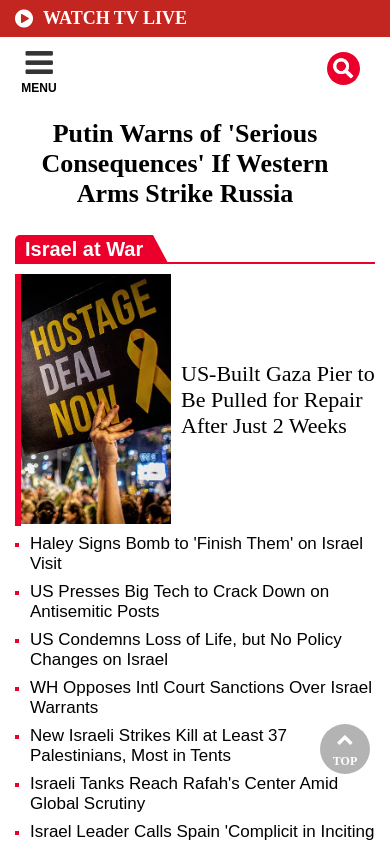 WATCH TV LIVE
MENU
Putin Warns of 'Serious
Consequences' If Western
Arms Strike Russia
Israel at War
HOSTAGE
DEAL
NOW
US-Built Gaza Pier to
Be Pulled for Repair
After Just 2 Weeks
Haley Signs Bomb to 'Finish Them' on Israel
Visit
US Presses Big Tech to Crack Down on
Antisemitic Posts
US Condemns Loss of Life, but No Policy
Changes on Israel
WH Opposes Intl Court Sanctions Over Israel
Warrants
New Israeli Strikes Kill at Least 37
Palestinians, Most in Tents
TOP
Israeli Tanks Reach Rafah's Center Amid
Global Scrutiny
Israel Leader Calls Spain 'Complicit in Inciting